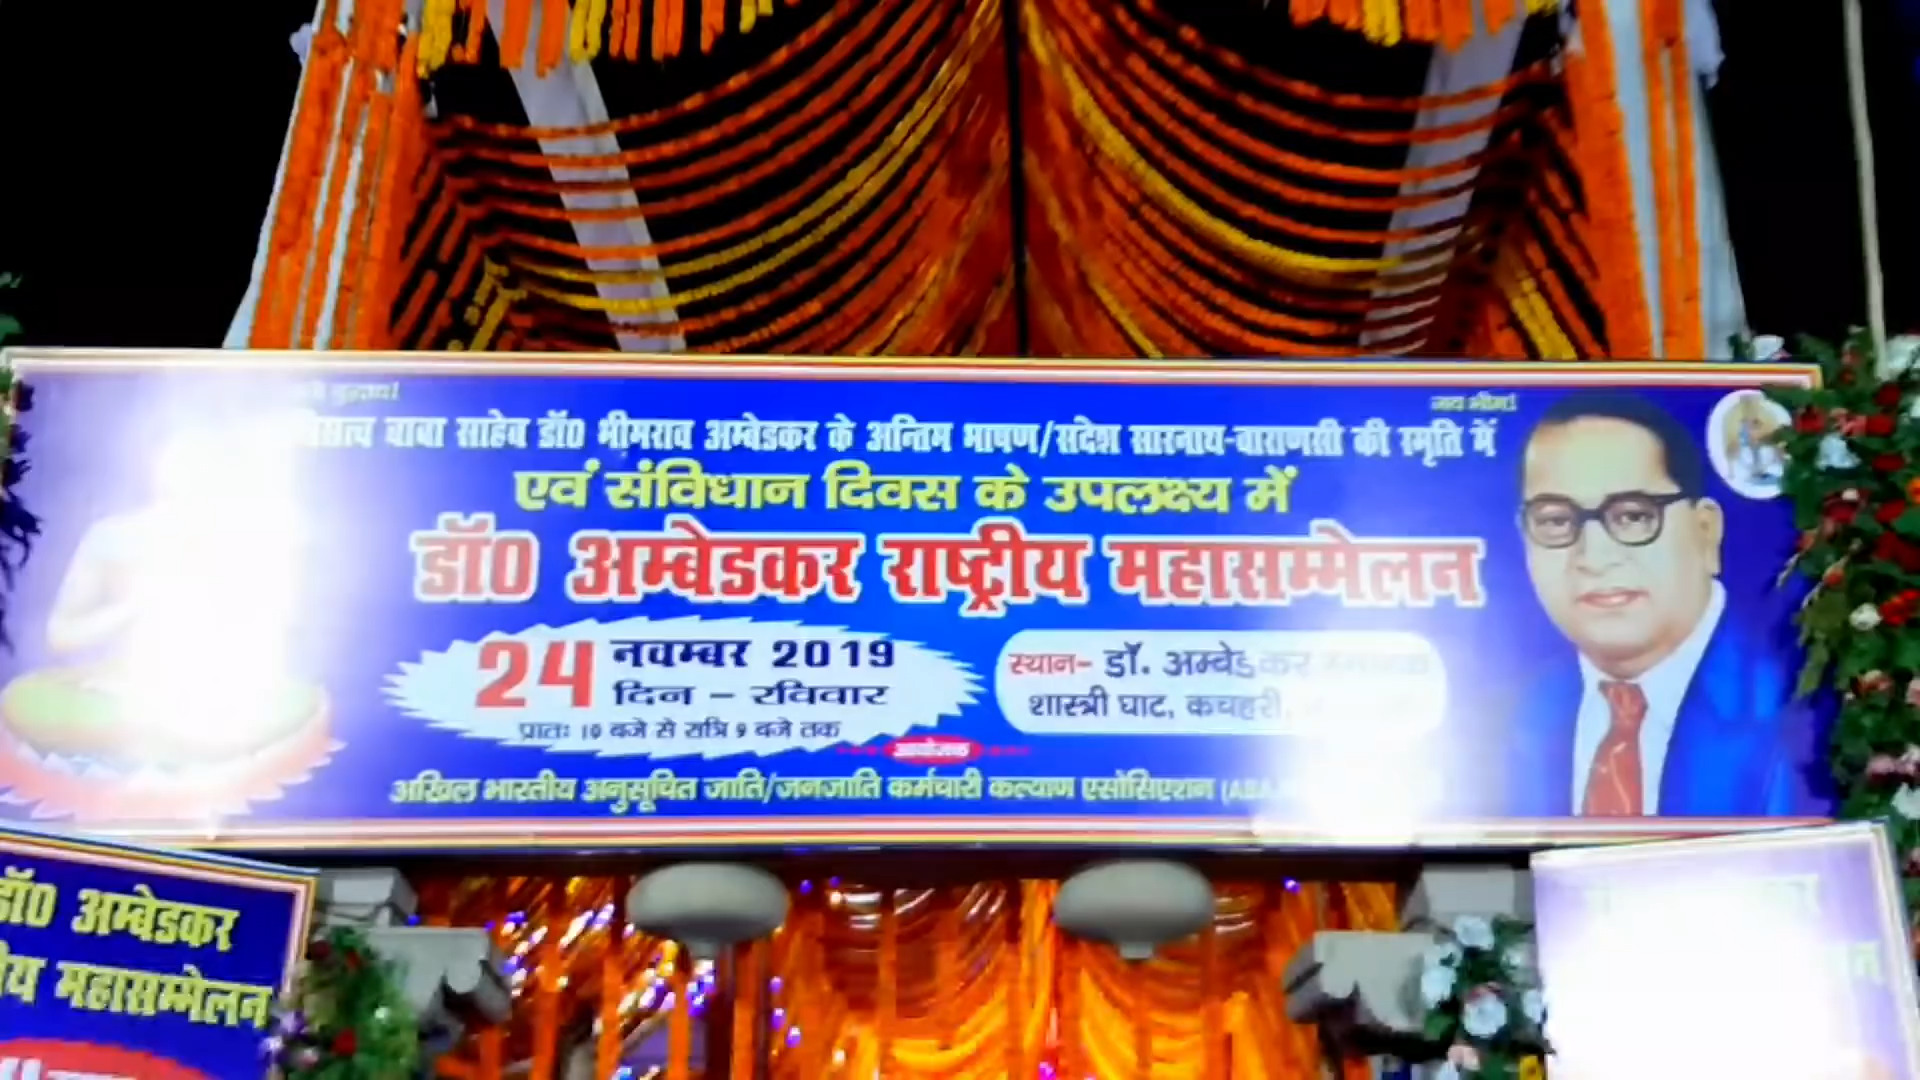 बुद्धाय!
जय भीम!
बाबा साहेब डॉ0 भीमराव अम्बेडकर के अन्तिम भाषण/संदेश सारनाथ-वाराणसी की स्मृति में
एवं संविधान दिवस के उपलक्ष्य में
डॉ0 अम्बेडकर राष्ट्रीय महासम्मेलन
24 नवम्बर 2019
दिन – रविवार
प्रातः 10 बजे से रात्रि 9 बजे तक
स्थान- डॉ. अम्बेडकर
शास्त्री घाट, कचहरी,
आयोजक
अखिल भारतीय अनुसूचित जाति/जनजाति कर्मचारी कल्याण एसोसिएशन
डॉ0 अम्बेडकर
महासम्मेलन